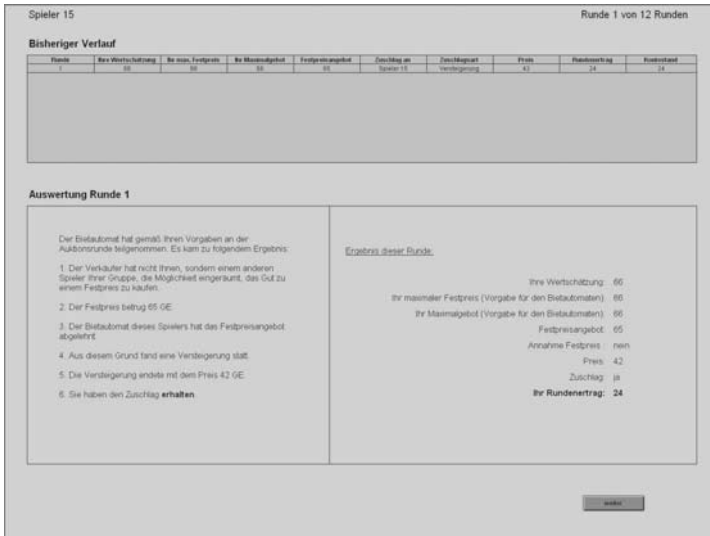 Spieler 15
Runde 1 von 12 Runden
Bisheriger Verlauf
Runde Ihre Wertschätzung Ihr max. Festpreis Ihr Maximalgebot Festpreisangebot Zuschlag an Zuschlagsart Preis Rundenertrag Kontostand
1 66 66 66 65 Spieler 15 Versteigerung 42 24 24
Auswertung Runde 1
Der Bietautomat hat gemäß Ihren Vorgaben an der
Auktionsrunde teilgenommen. Es kam zu folgendem Ergebnis:
1. Der Verkäufer hat nicht Ihnen, sondern einem anderen
Spieler Ihrer Gruppe, die Möglichkeit eingeräumt, das Gut zu
einem Festpreis zu kaufen.
2. Der Festpreis betrug 65 GE.
3. Der Bietautomat dieses Spielers hat das Festpreisangebot
abgelehnt.
4. Aus diesem Grund fand eine Versteigerung statt.
5. Die Versteigerung endete mit dem Preis 42 GE.
6. Sie haben den Zuschlag erhalten.
Ergebnis dieser Runde:
Ihre Wertschätzung: 66
Ihr maximaler Festpreis (Vorgabe für den Bietautomaten): 66
Ihr Maximalgebot (Vorgabe für den Bietautomaten): 66
Festpreisangebot: 65
Annahme Festpreis: nein
Preis: 42
Zuschlag: ja
Ihr Rundenertrag: 24
weiter